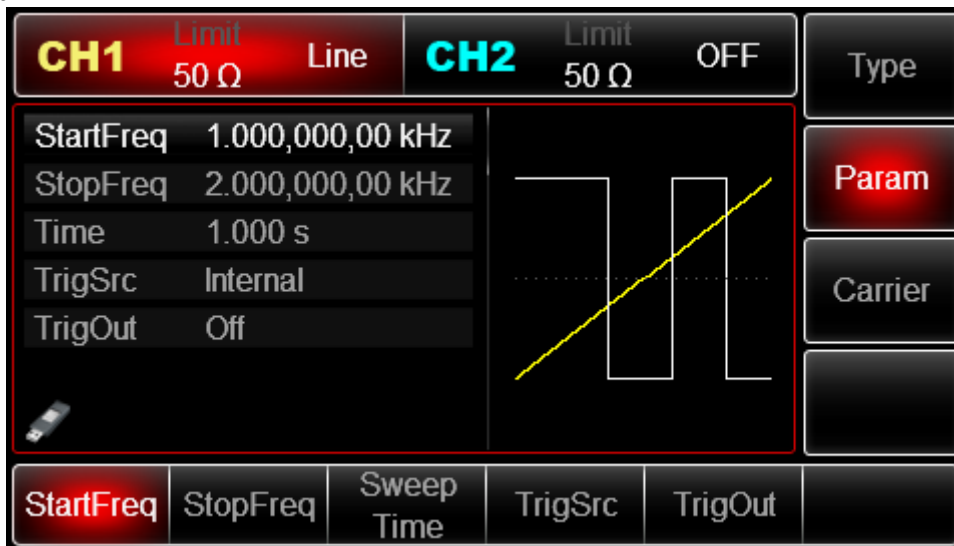 CH1 Limit 50 Ω Line
CH2 Limit 50 Ω OFF
Type
StartFreq 1.000,000,00 kHz
StopFreq 2.000,000,00 kHz
Time 1.000 s
TrigSrc Internal
TrigOut Off
Param
Carrier
StartFreq
StopFreq
Sweep
Time
TrigSrc
TrigOut